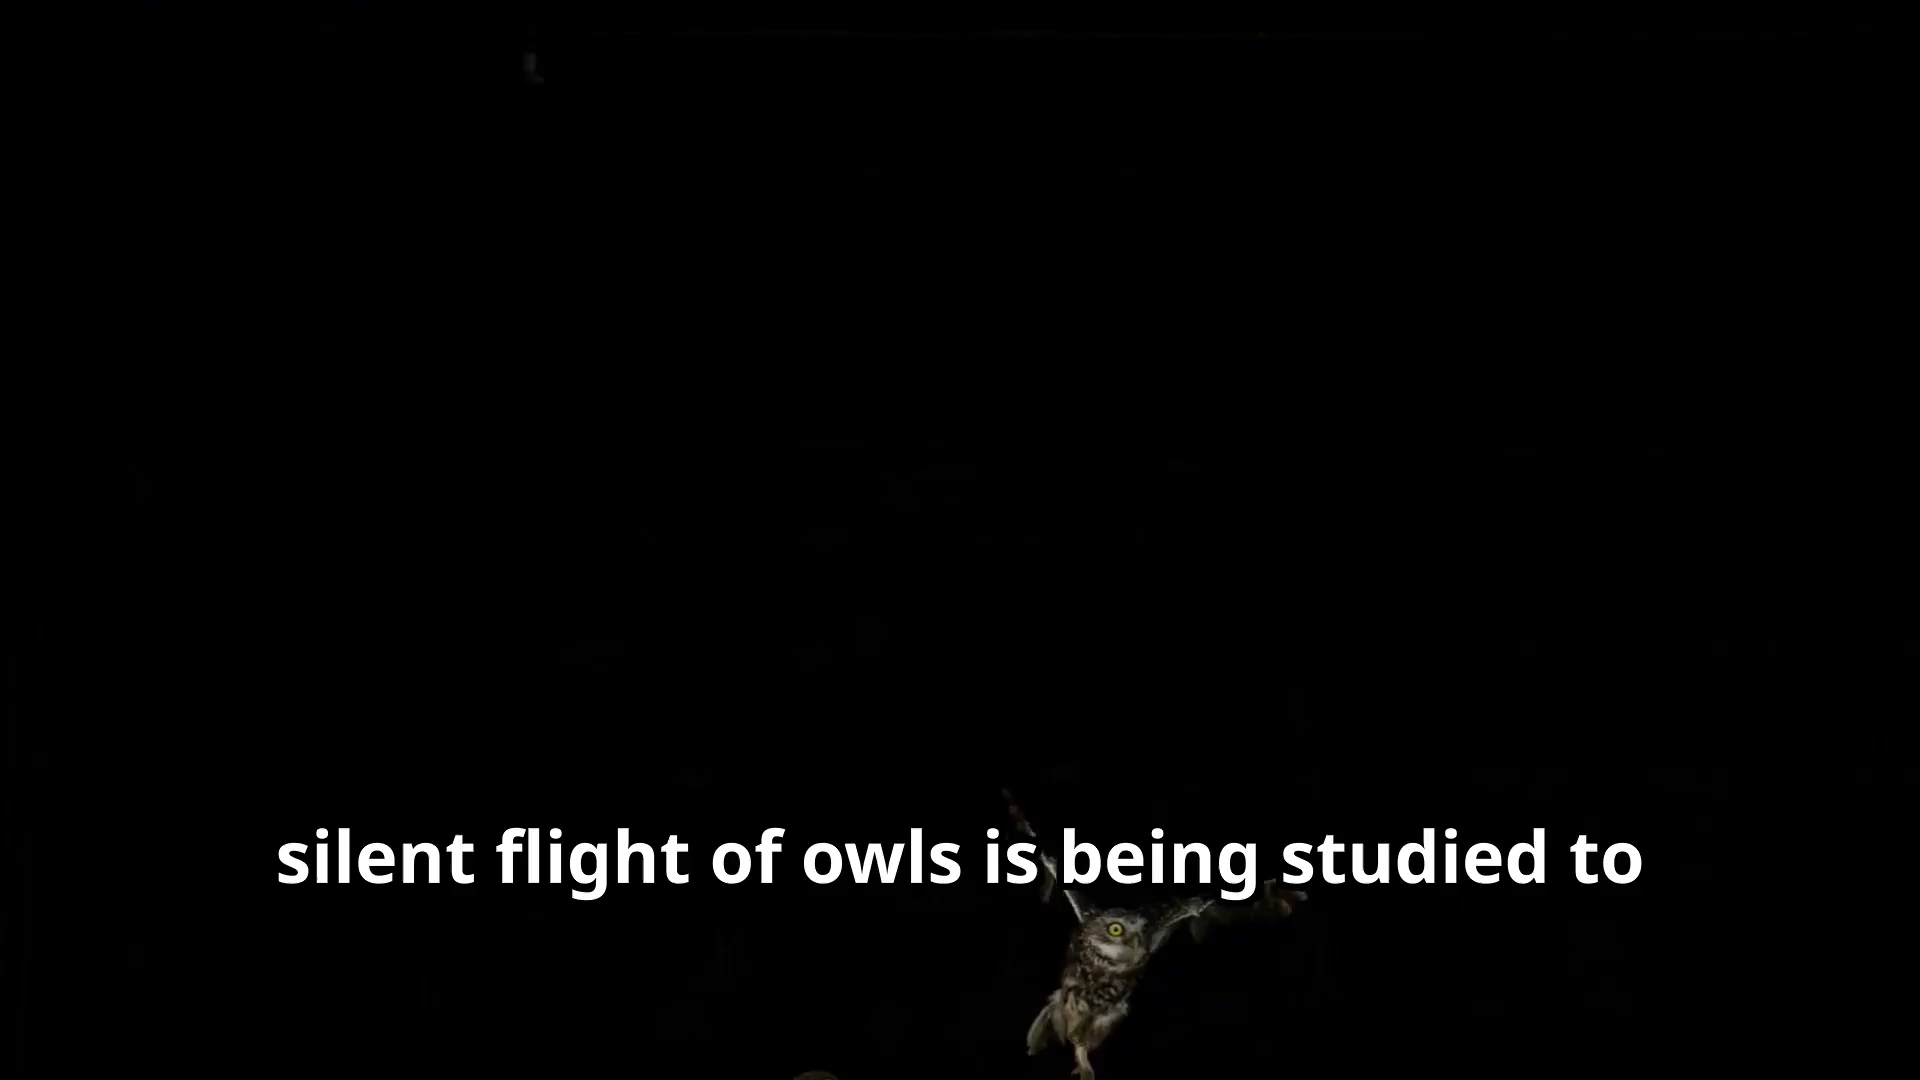 silent flight of owls is being studied to